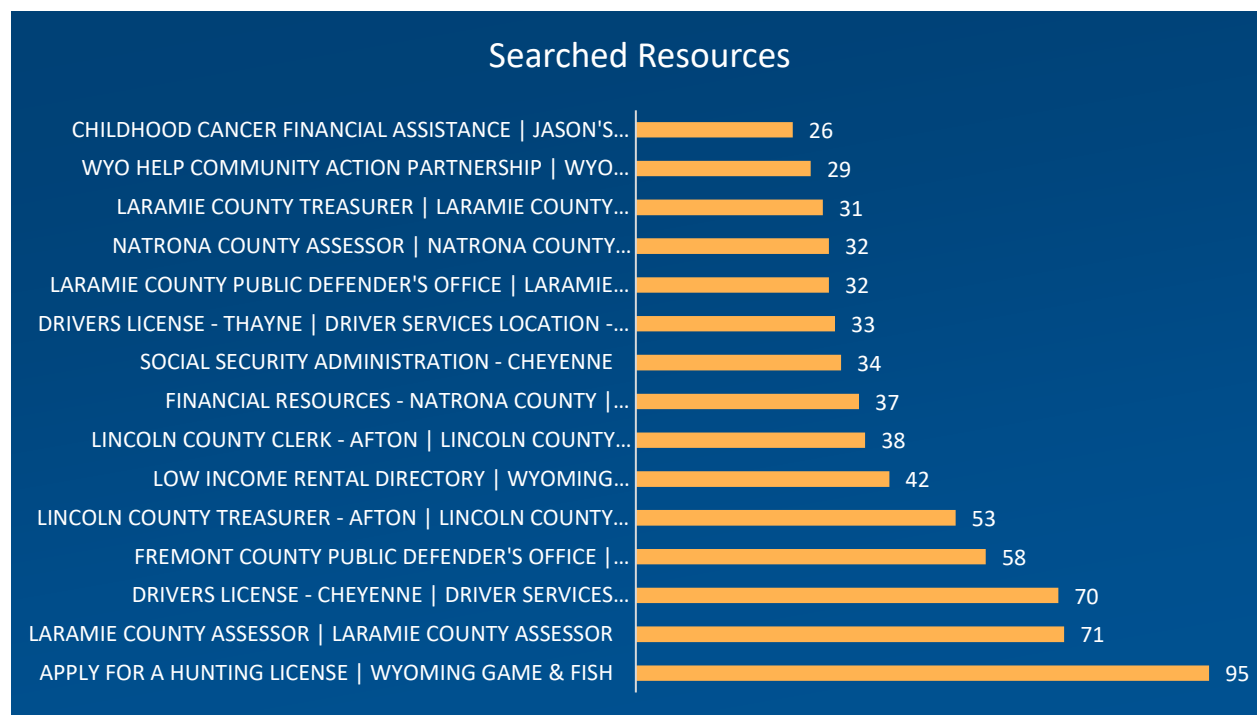 Searched Resources
CHILDHOOD CANCER FINANCIAL ASSISTANCE | JASON'S... 26
WYO HELP COMMUNITY ACTION PARTNERSHIP | WYO... 29
LARAMIE COUNTY TREASURER | LARAMIE COUNTY... 31
NATRONA COUNTY ASSESSOR | NATRONA COUNTY... 32
LARAMIE COUNTY PUBLIC DEFENDER'S OFFICE | LARAMIE... 32
DRIVERS LICENSE - THAYNE | DRIVER SERVICES LOCATION -... 33
SOCIAL SECURITY ADMINISTRATION - CHEYENNE 34
FINANCIAL RESOURCES - NATRONA COUNTY |... 37
LINCOLN COUNTY CLERK - AFTON | LINCOLN COUNTY... 38
LOW INCOME RENTAL DIRECTORY | WYOMING... 42
LINCOLN COUNTY TREASURER - AFTON | LINCOLN COUNTY... 53
FREMONT COUNTY PUBLIC DEFENDER'S OFFICE |... 58
DRIVERS LICENSE - CHEYENNE | DRIVER SERVICES... 70
LARAMIE COUNTY ASSESSOR | LARAMIE COUNTY ASSESSOR 71
APPLY FOR A HUNTING LICENSE | WYOMING GAME & FISH 95